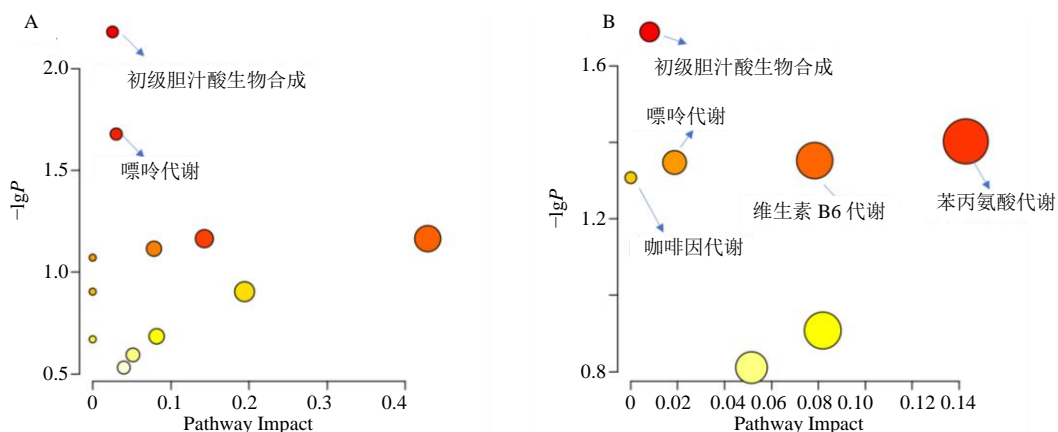 A
2.0
1.5
1.0
0.5
−lgP
初级胆汁酸生物合成
嘌呤代谢
0 0.1 0.2 0.3 0.4
Pathway Impact
B
1.6
1.2
0.8
−lgP
初级胆汁酸生物合成
嘌呤代谢
维生素 B6 代谢
苯丙氨酸代谢
咖啡因代谢
0 0.02 0.04 0.06 0.08 0.10 0.12 0.14
Pathway Impact